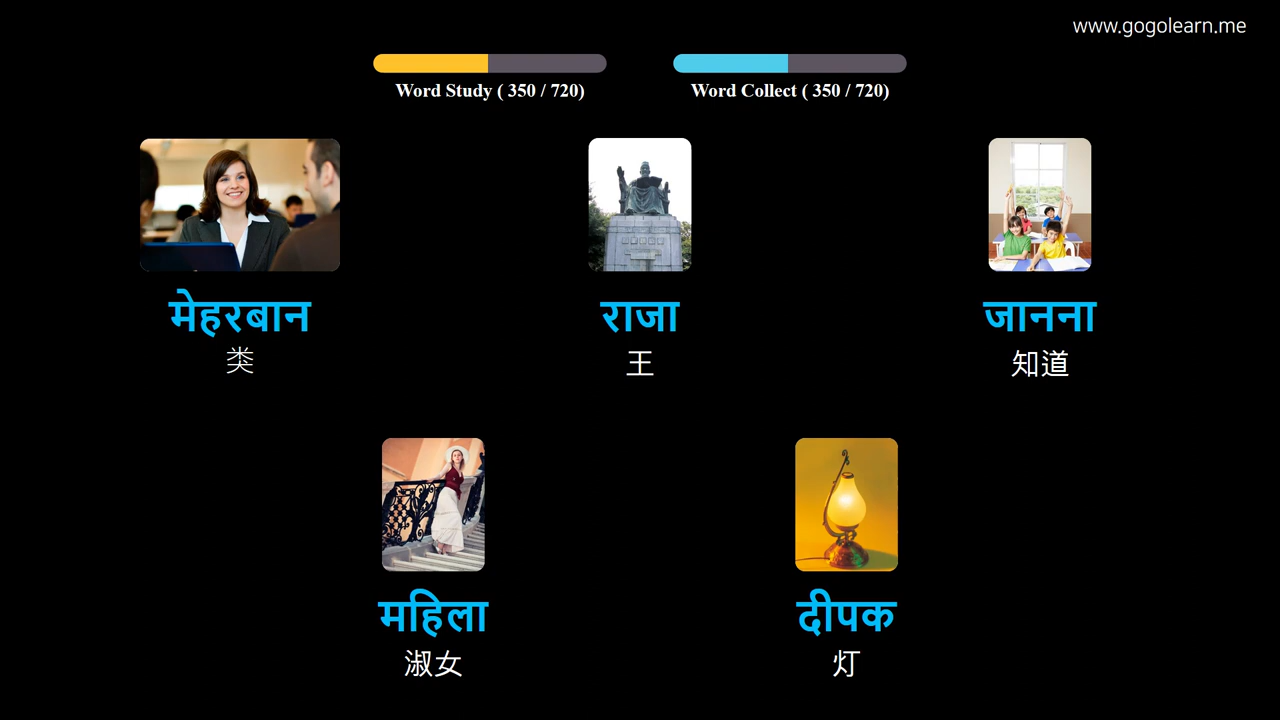 www.gogolearn.me
Word Study ( 350 / 720)
Word Collect ( 350 / 720)
मेहरबान
类
राजा
王
जानना
知道
महिला
淑女
दीपक
灯